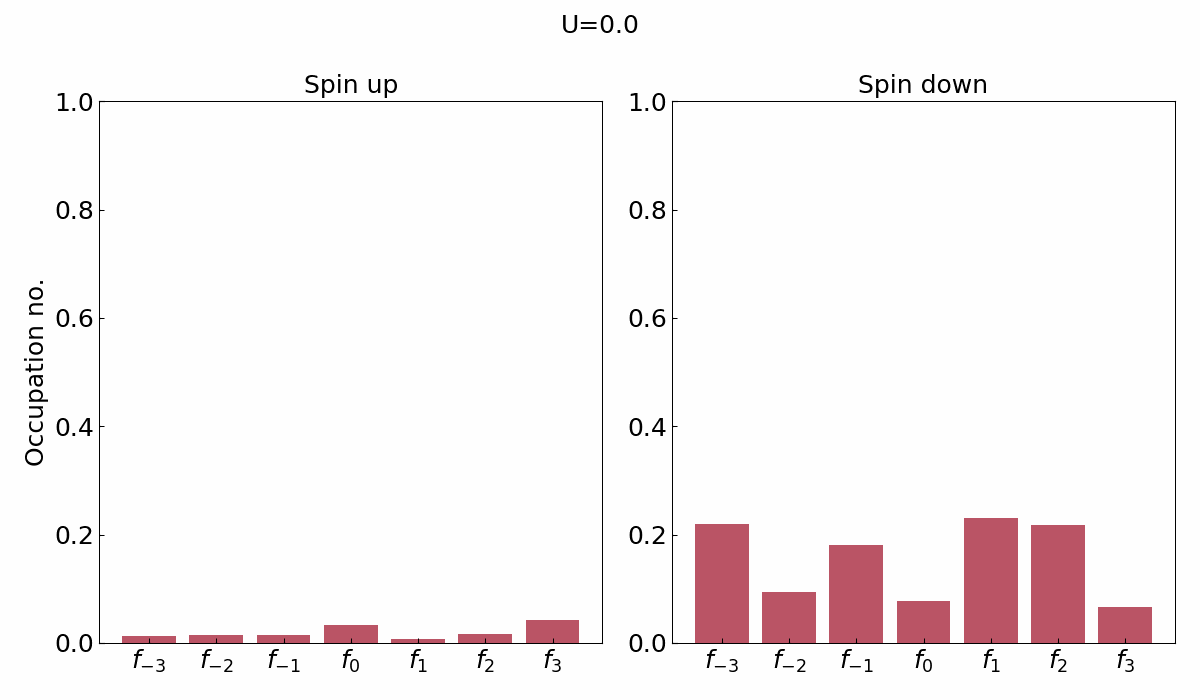 U=0.0
Spin up
Spin down
Occupation no.
1.0
0.8
0.6
0.4
0.2
0.0
f₋₃ f₋₂ f₋₁ f₀ f₁ f₂ f₃
1.0
0.8
0.6
0.4
0.2
0.0
f₋₃ f₋₂ f₋₁ f₀ f₁ f₂ f₃